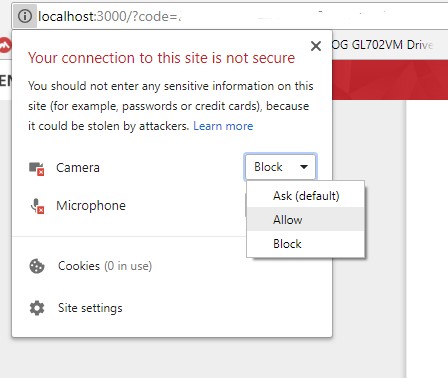 localhost:3000/?code=.
OG GL702VM Drive
Your connection to this site is not secure
You should not enter any sensitive information on this
site (for example, passwords or credit cards), because
it could be stolen by attackers. Learn more
Camera
Block
Ask (default)
Microphone
Allow
Block
Cookies (0 in use)
Site settings